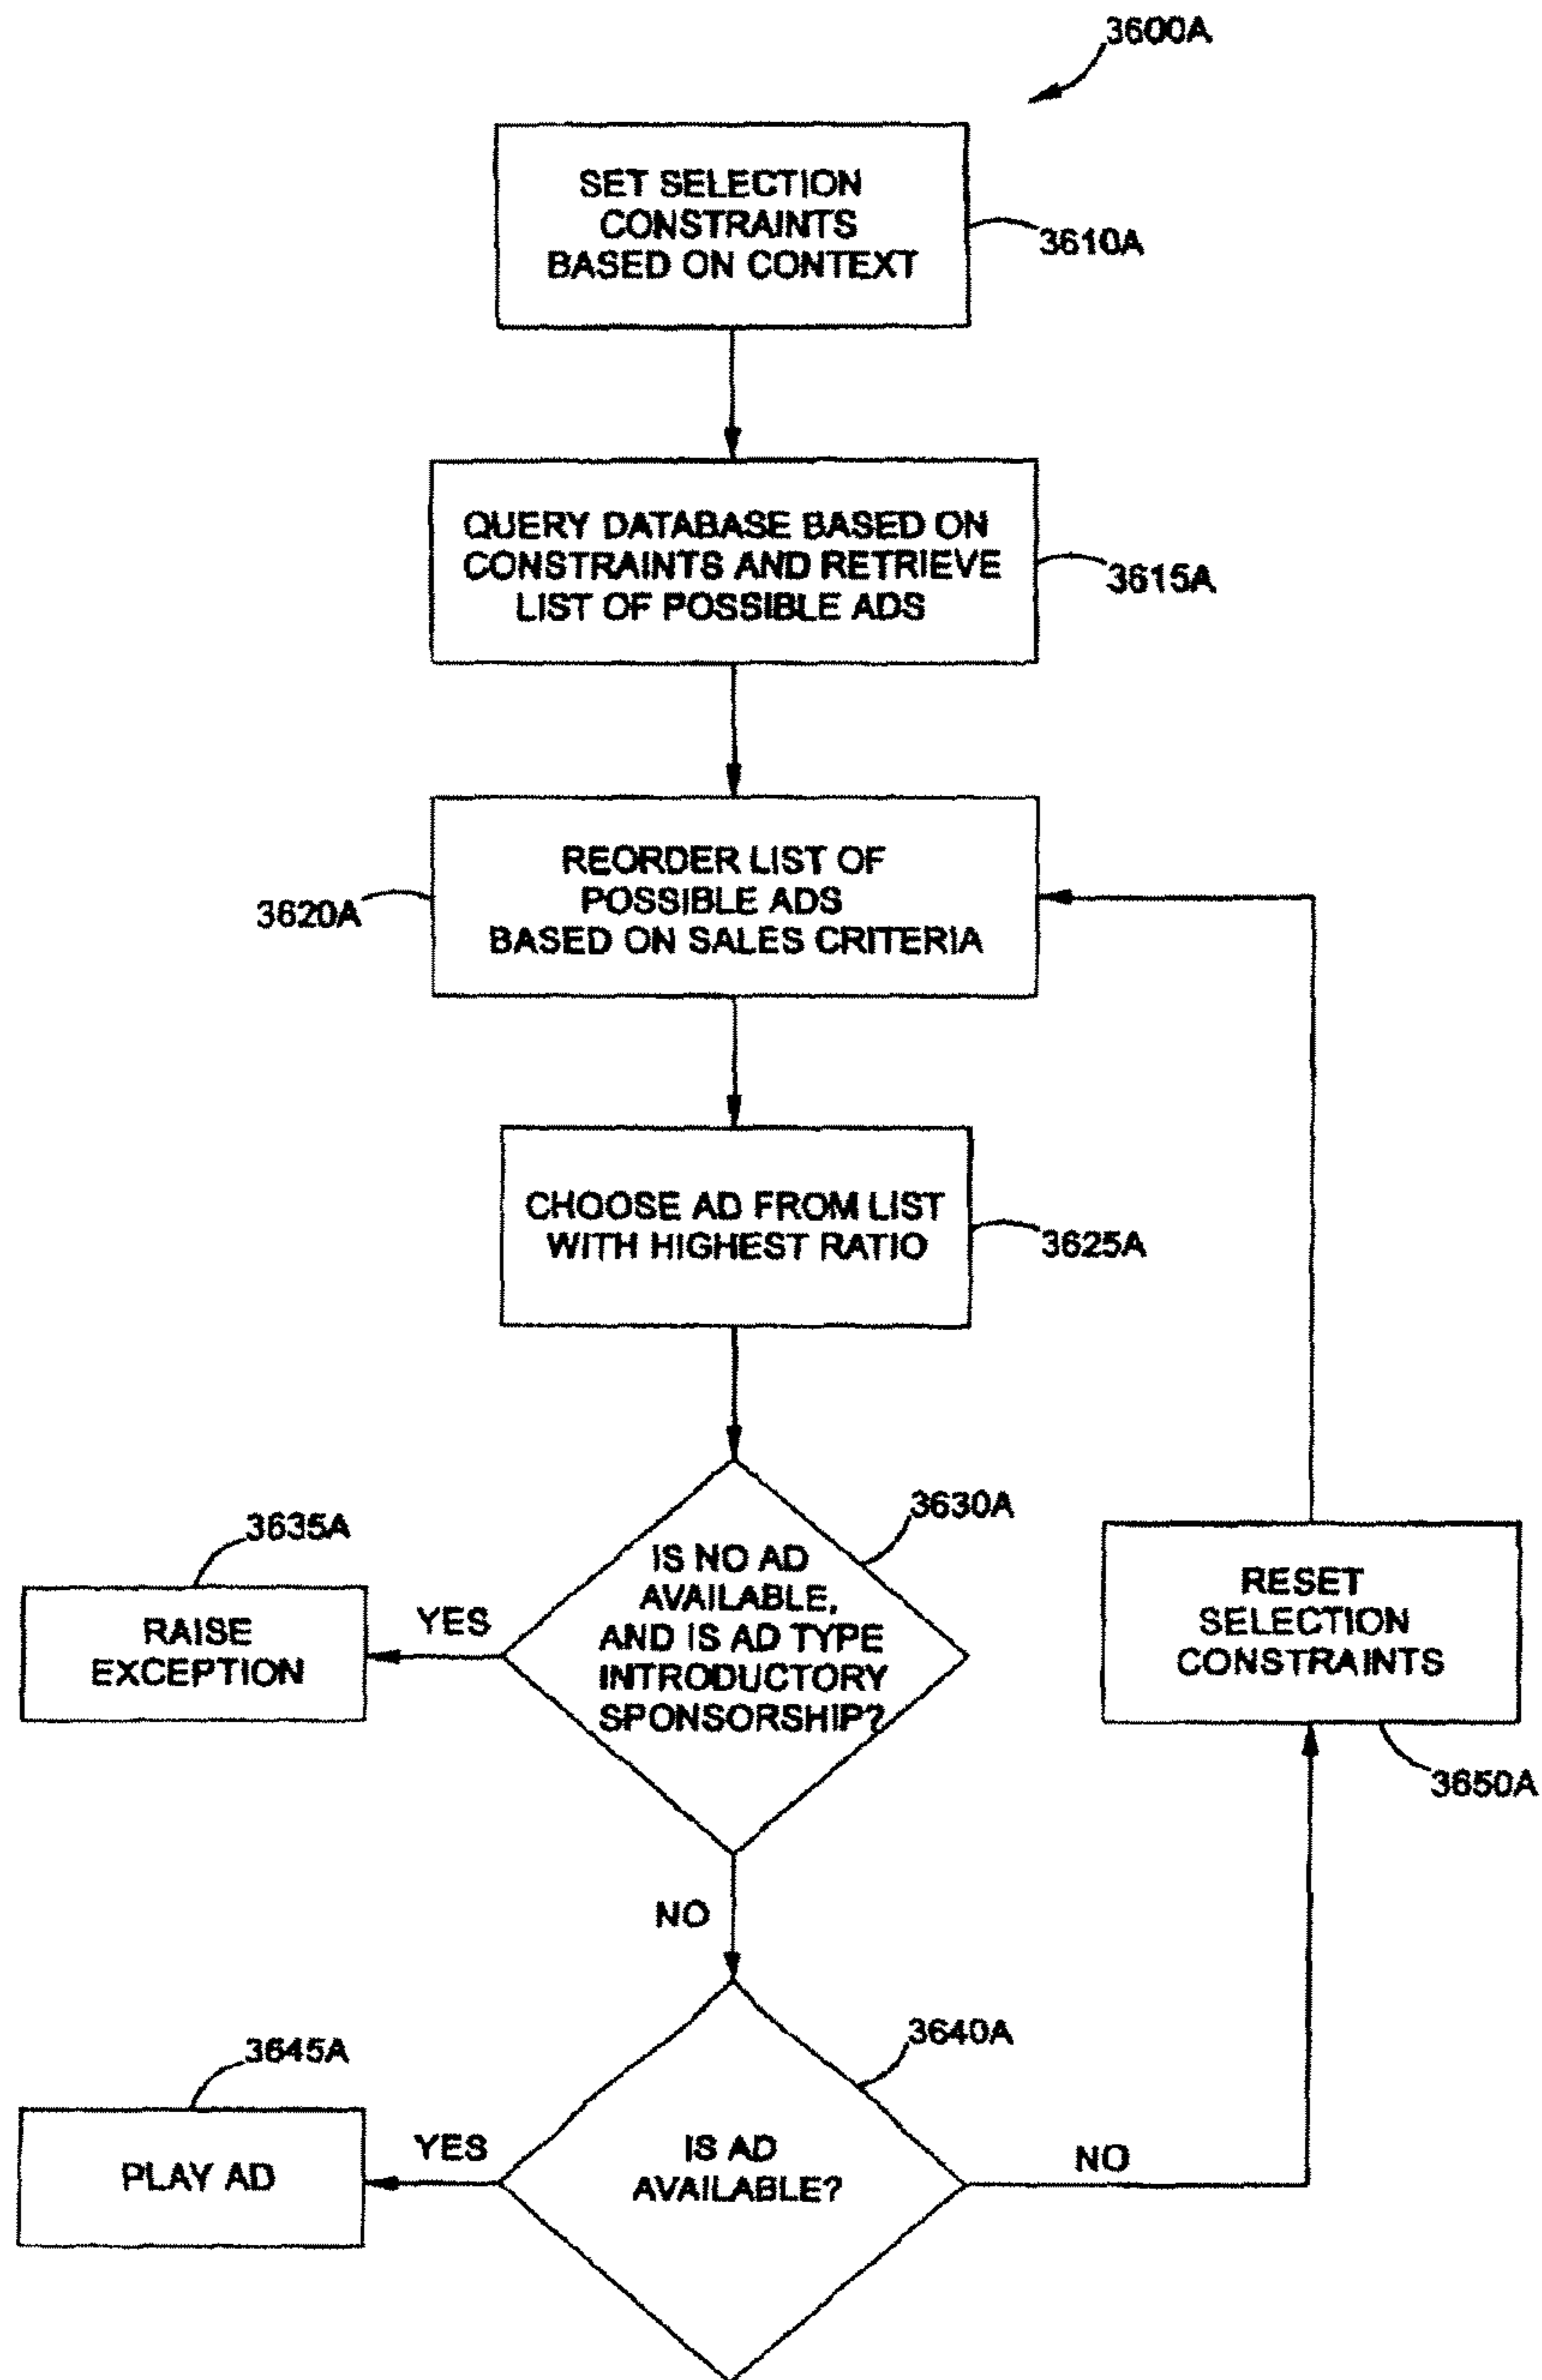 3600A
SET SELECTION
CONSTRAINTS
BASED ON CONTEXT
3610A
QUERY DATABASE BASED ON
CONSTRAINTS AND RETRIEVE
LIST OF POSSIBLE ADS
3615A
REORDER LIST OF
POSSIBLE ADS
BASED ON SALES CRITERIA
3620A
CHOOSE AD FROM LIST
WITH HIGHEST RATIO
3625A
3630A
IS NO AD
AVAILABLE,
AND IS AD TYPE
INTRODUCTORY
SPONSORSHIP?
YES
3635A
RAISE
EXCEPTION
RESET
SELECTION
CONSTRAINTS
3650A
NO
3640A
IS AD
AVAILABLE?
YES
3645A
PLAY AD
NO